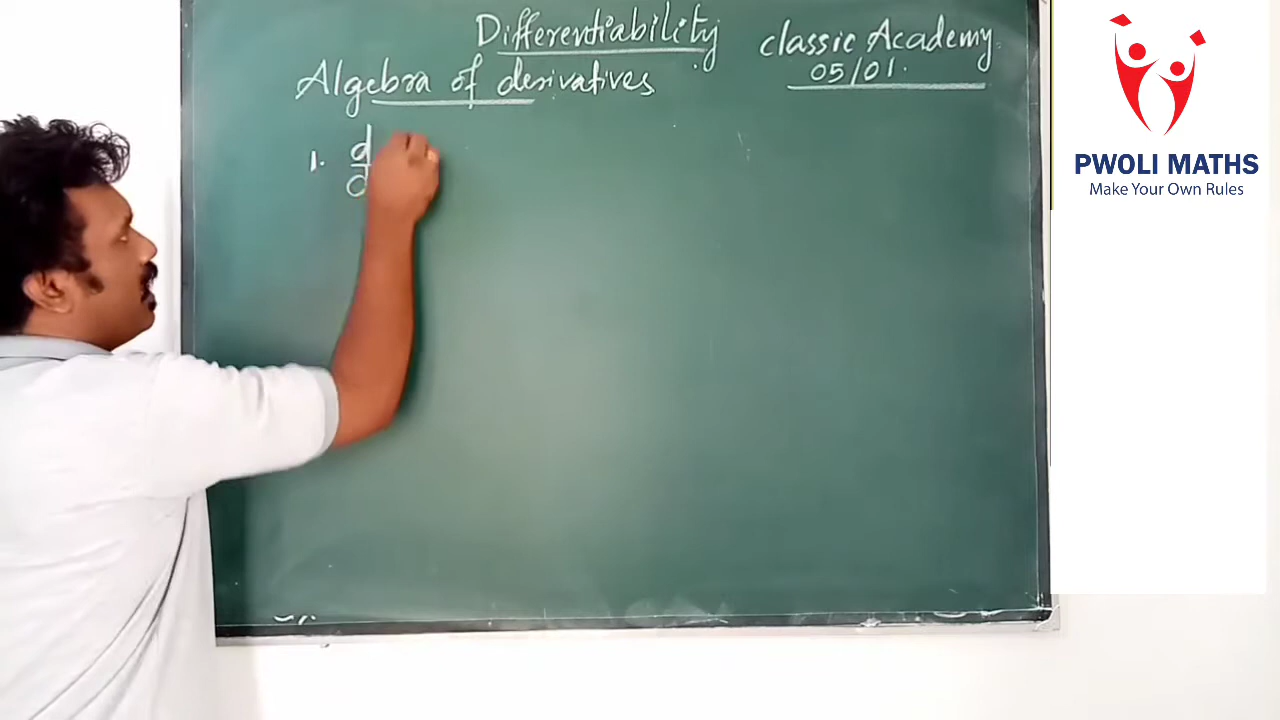 Differentiability
classic Academy
05/01.
Algebra of derivatives
1. d
PWOLI MATHS
Make Your Own Rules